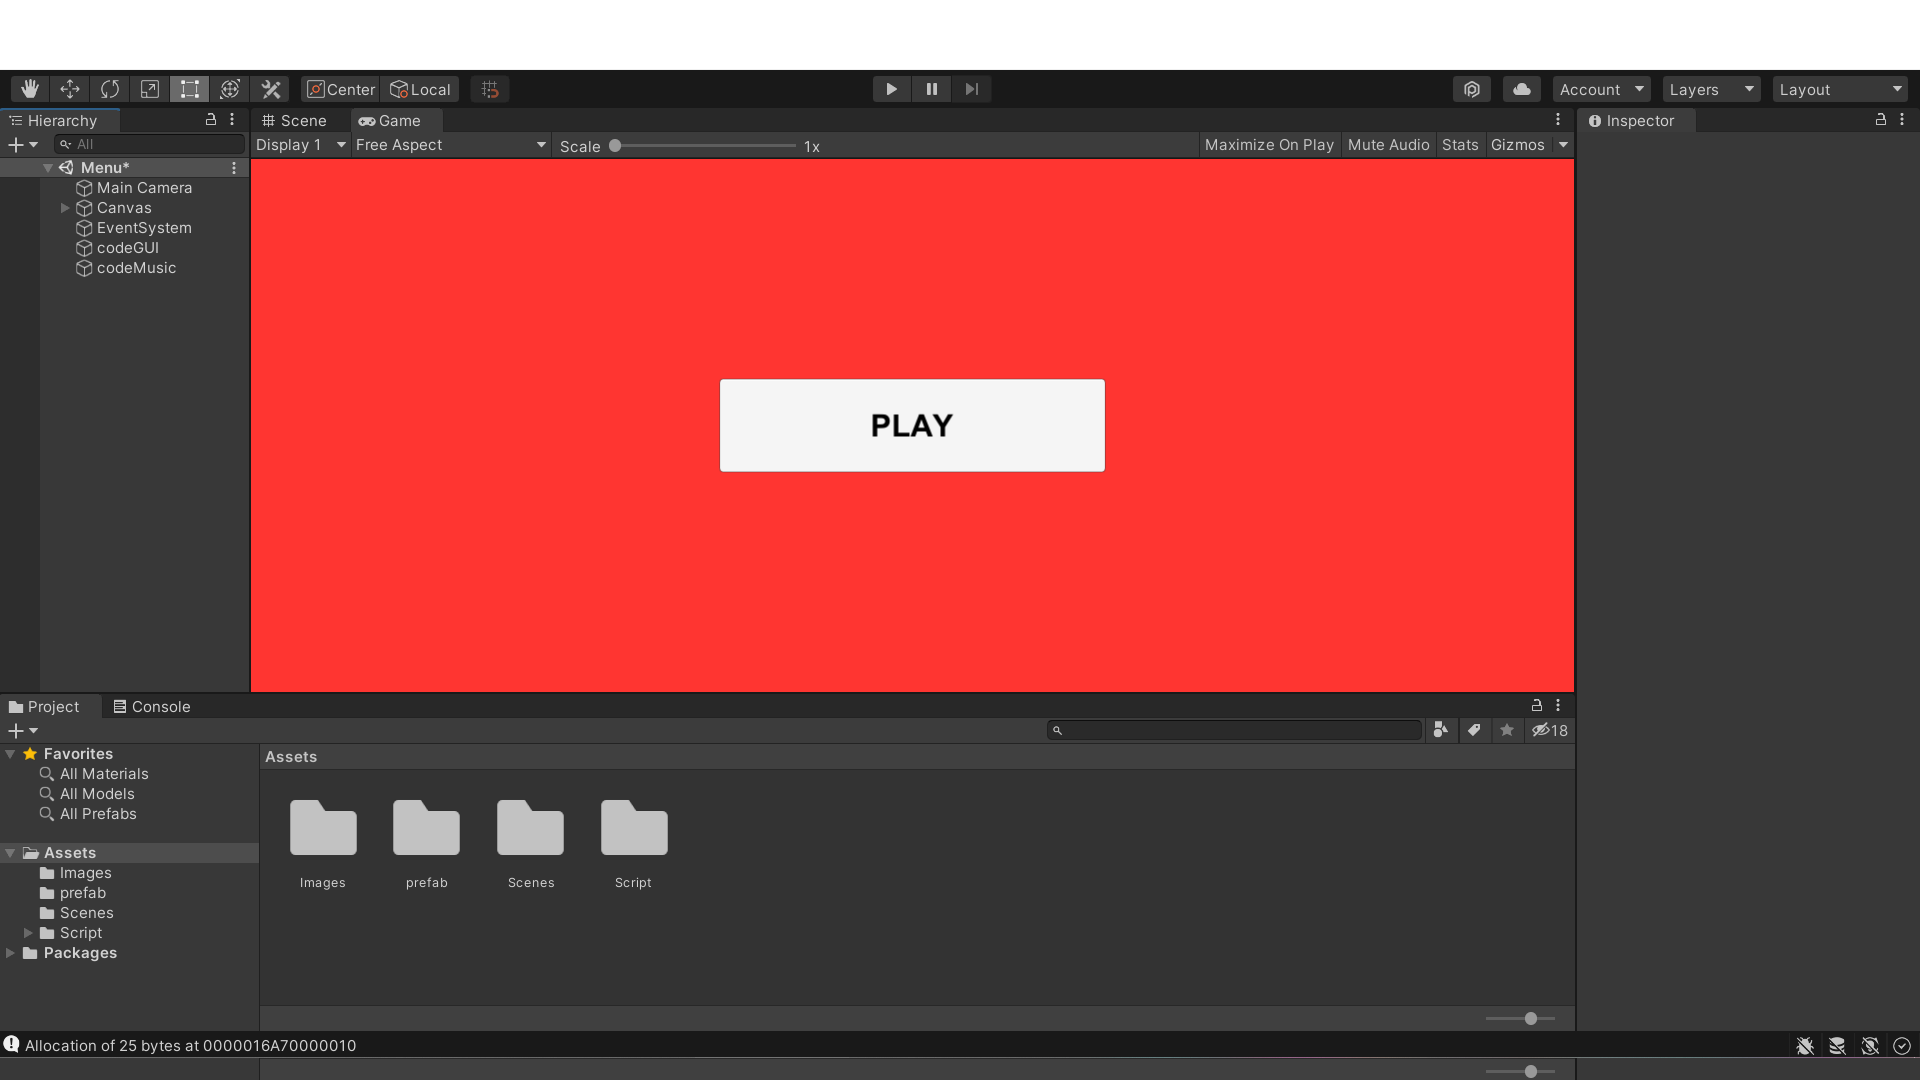 Center
Local
Account
Layers
Layout
Hierarchy
Scene
Game
Inspector
All
Display 1
Free Aspect
Scale
1x
Maximize On Play
Mute Audio
Stats
Gizmos
Menu*
Main Camera
Canvas
EventSystem
codeGUI
codeMusic
PLAY
Project
Console
18
Favorites
All Materials
All Models
All Prefabs
Assets
Images
prefab
Scenes
Script
Packages
Assets
Images
prefab
Scenes
Script
Allocation of 25 bytes at 0000016A70000010